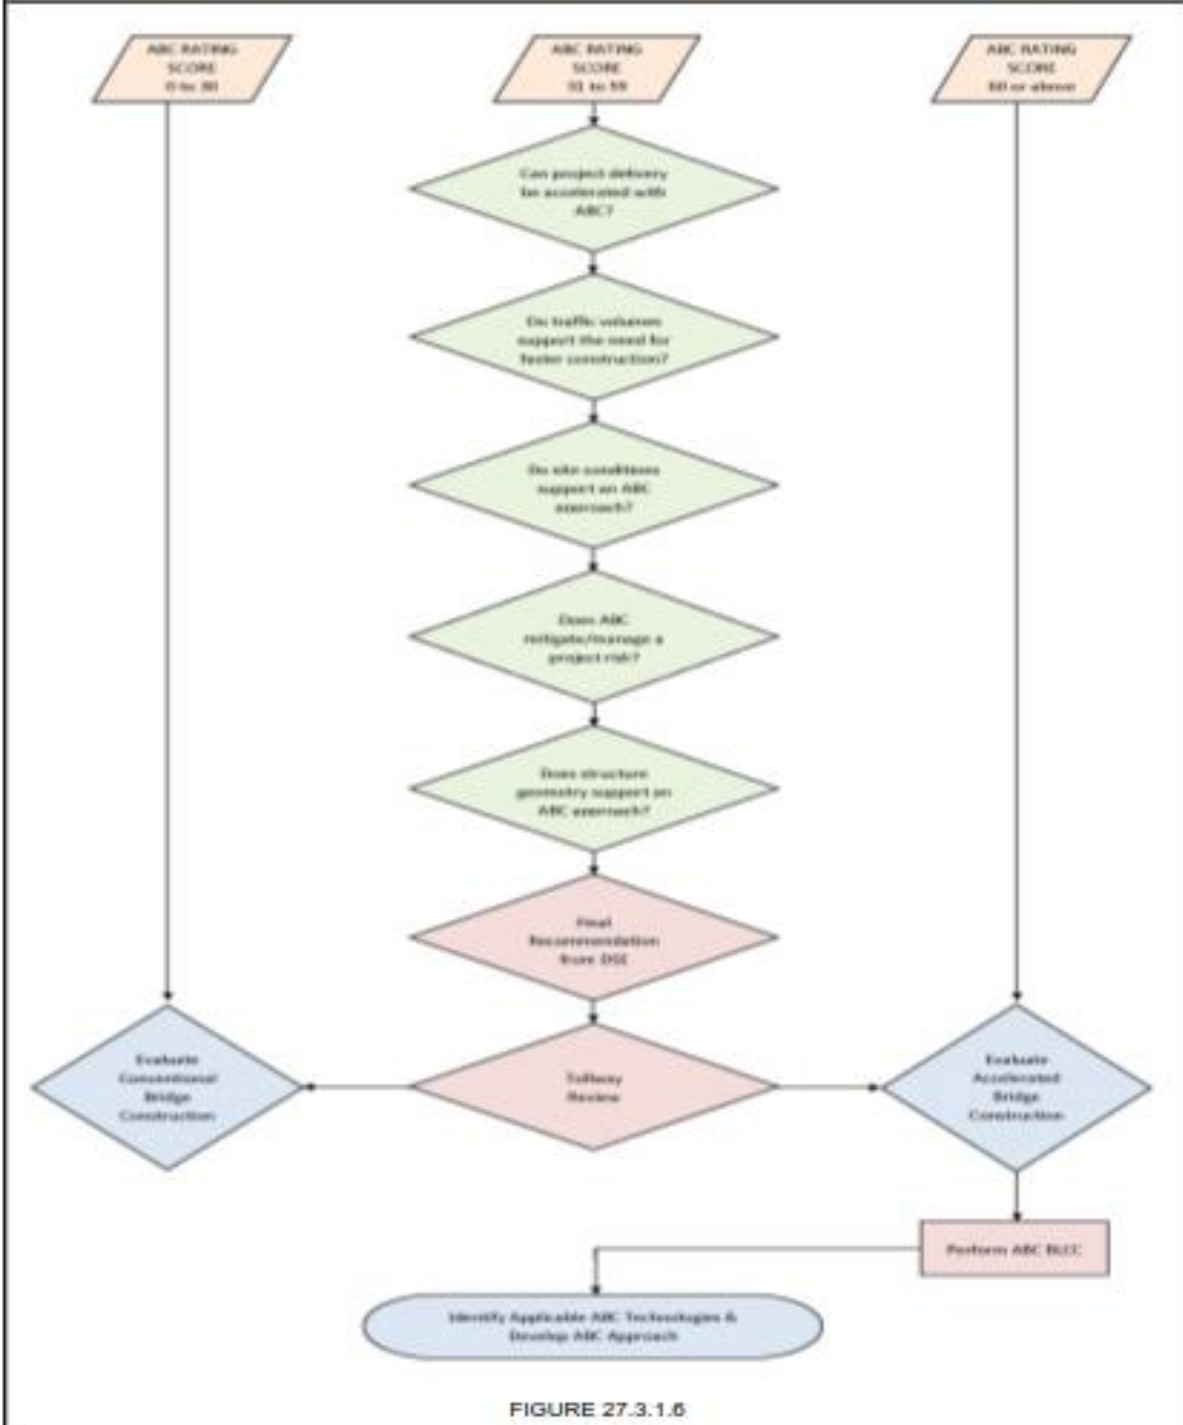 ABC RATING
SCORE
0 to 30
ABC RATING
SCORE
31 to 59
ABC RATING
SCORE
60 or above
Can project delivery
be accelerated with
ABC?
Do traffic volumes
support the need for
faster construction?
Do site conditions
support an ABC
approach?
Does ABC
mitigate/manage a
project risk?
Does structure
geometry support an
ABC approach?
Final
Recommendation
from DSE
Tollway
Review
Evaluate
Conventional
Bridge
Construction
Evaluate
Accelerated
Bridge
Construction
Perform ABC BLCC
Identify Applicable ABC Technologies &
Develop ABC Approach
FIGURE 27.3.1.6